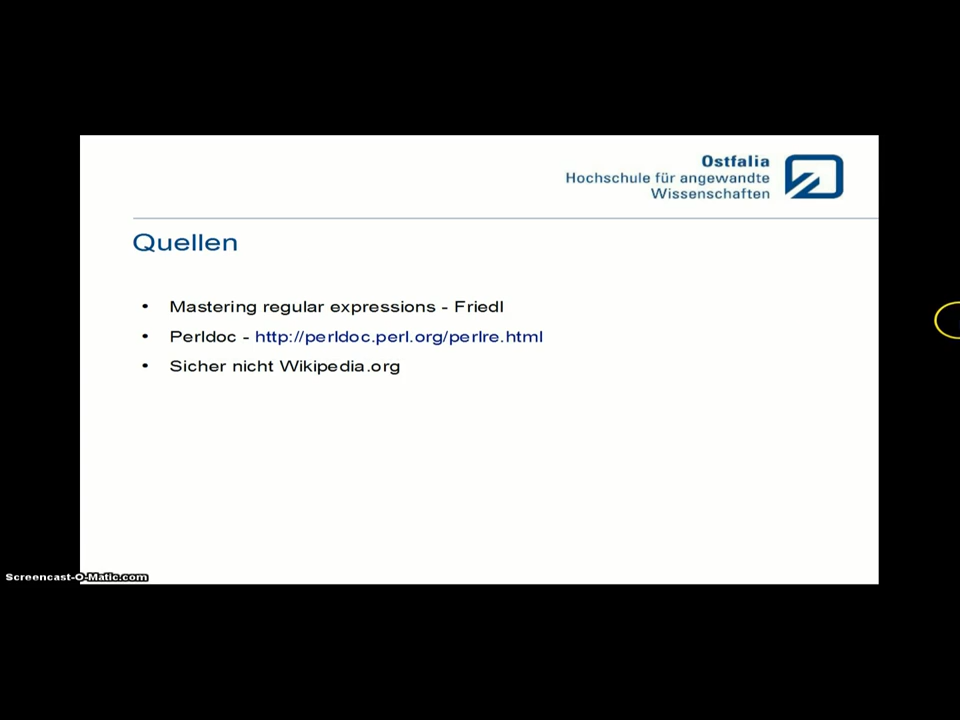 Ostfalia
Hochschule für angewandte
Wissenschaften
Quellen
• Mastering regular expressions - Friedl
• Perldoc - http://perldoc.perl.org/perlre.html
• Sicher nicht Wikipedia.org
Screencast-O-Matic.com